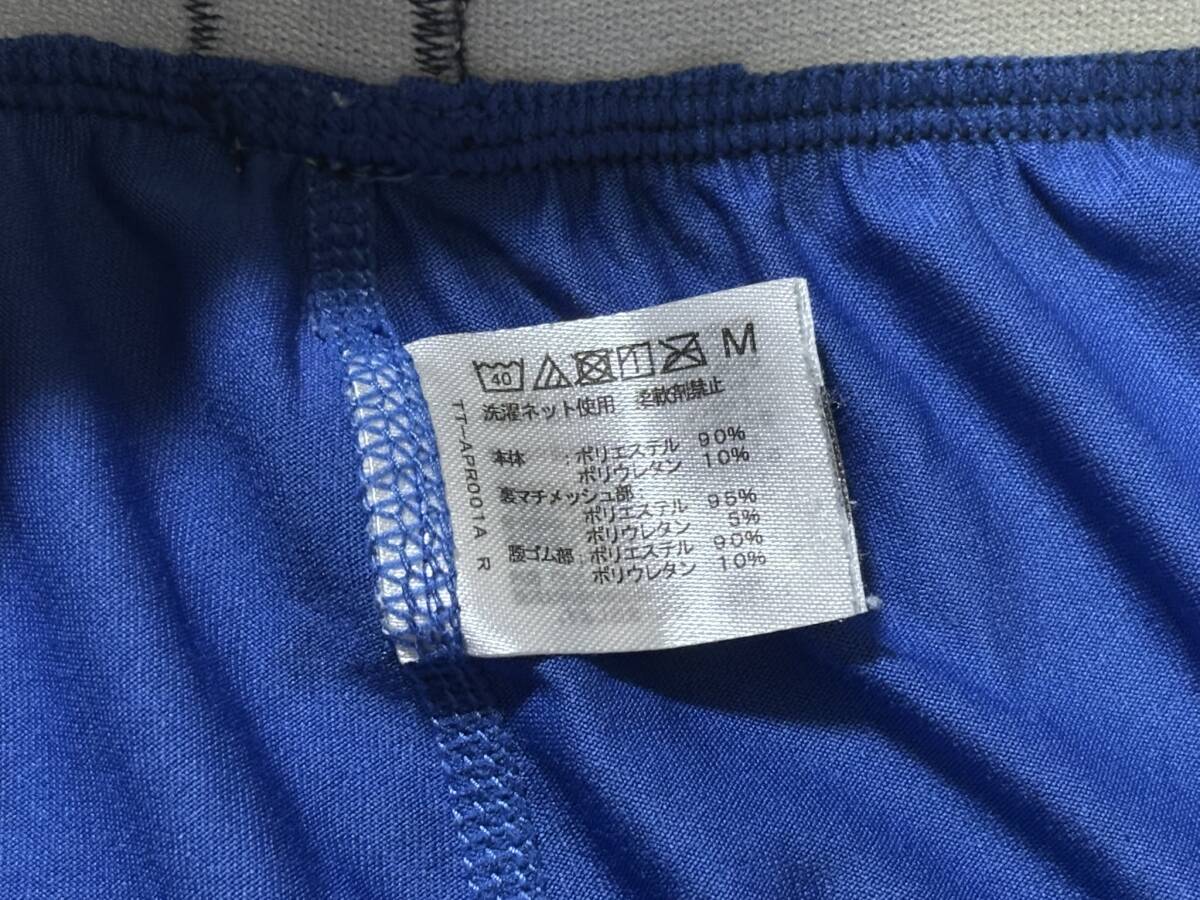 40 M
洗濯ネット使用 柔軟剤禁止
本体 :ポリエステル 90%
ポリウレタン 10%
裏マチメッシュ部
ポリエステル 95%
ポリウレタン 5%
腰ゴム部:ポリエステル 90%
ポリウレタン 10%
TT-APR001A R